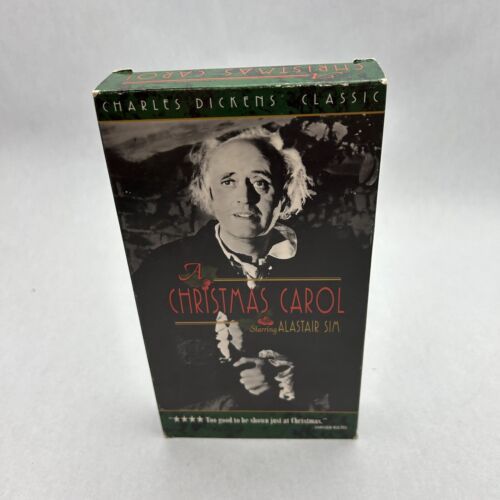 A
CHRISTMAS CAROL
CHARLES DICKENS' CLASSIC
A
CHRISTMAS CAROL
Starring ALASTAIR SIM
"★★★★ Too good to be shown just at Christmas."